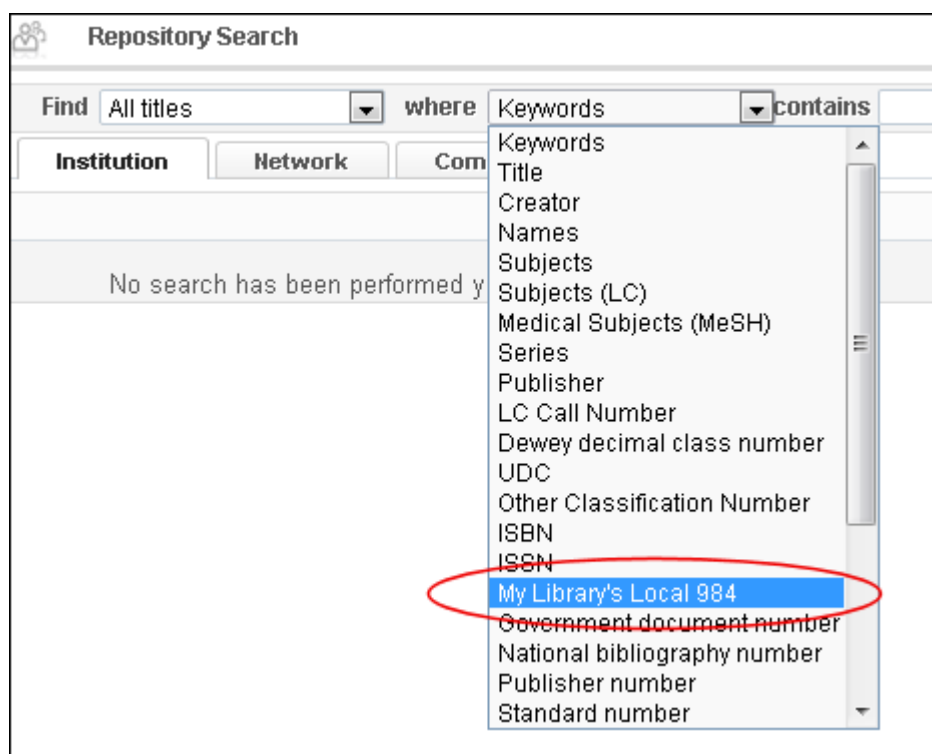 Repository Search
Find All titles where Keywords contains
Institution Network Com
No search has been performed y
Keywords
Title
Creator
Names
Subjects
Subjects (LC)
Medical Subjects (MeSH)
Series
Publisher
LC Call Number
Dewey decimal class number
UDC
Other Classification Number
ISBN
ISSN
My Library's Local 984
Government document number
National bibliography number
Publisher number
Standard number